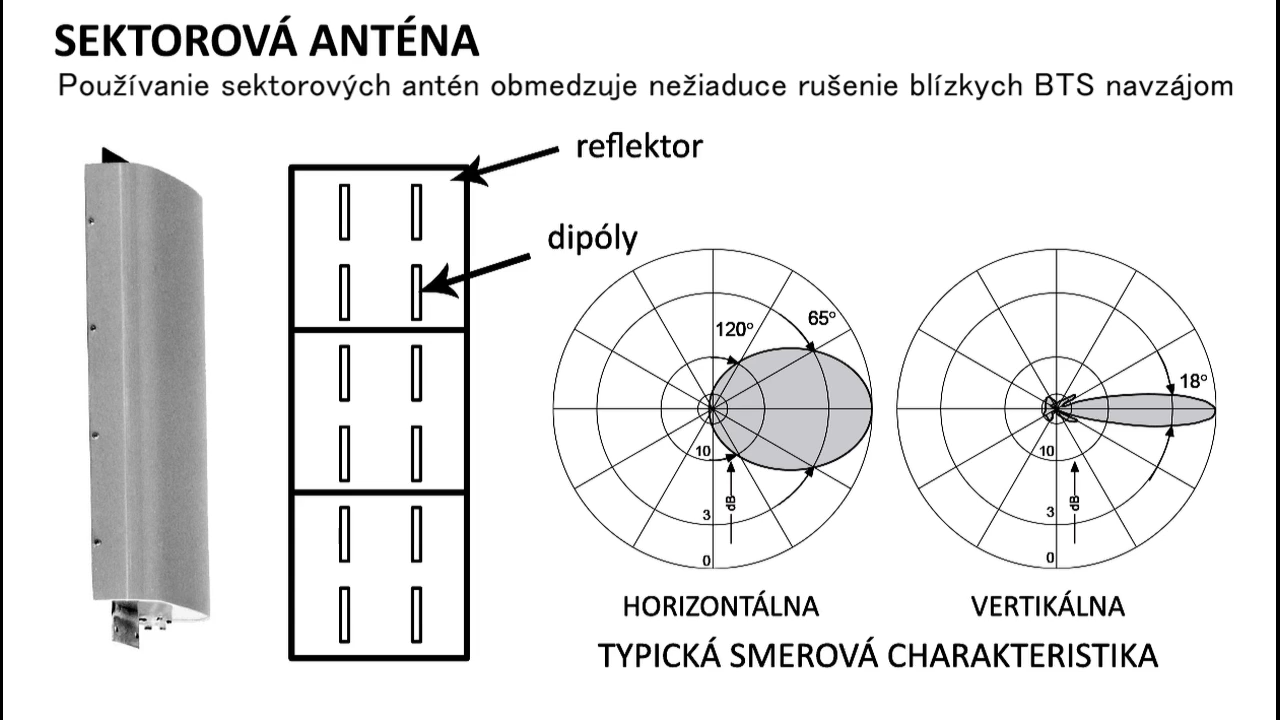 SEKTOROVÁ ANTÉNA
Používanie sektorových antén obmedzuje nežiaduce rušenie blízkych BTS navzájom
reflektor
dipóly
120°
65°
10
3
0
dB
18°
10
3
0
dB
HORIZONTÁLNA
VERTIKÁLNA
TYPICKÁ SMEROVÁ CHARAKTERISTIKA